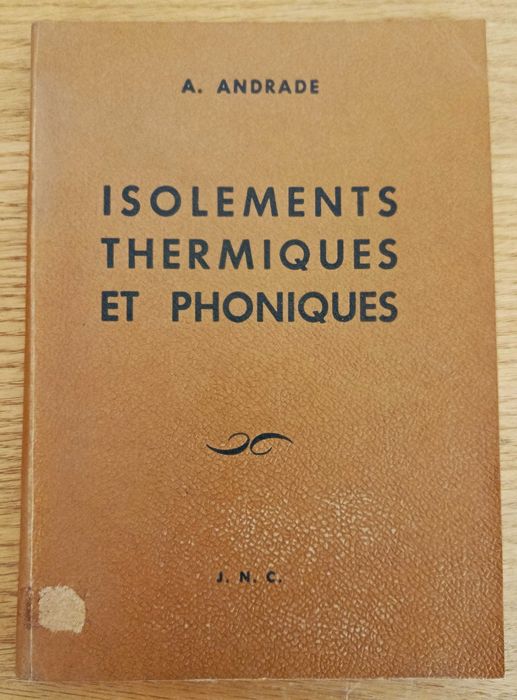 A. ANDRADE
ISOLEMENTS
THERMIQUES
ET PHONIQUES
J. N. C.